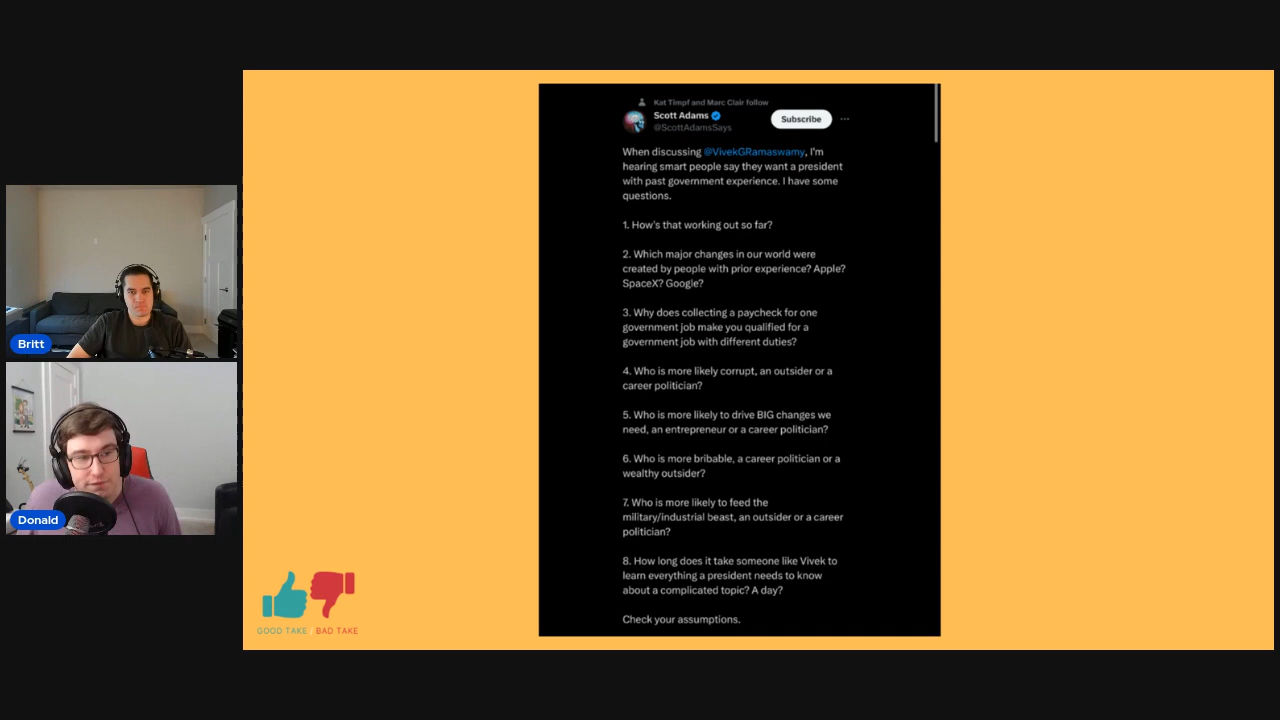 Kat Timpf and Marc Clair follow
Scott Adams
@ScottAdamsSays
Subscribe
When discussing @VivekGRamaswamy, I'm
hearing smart people say they want a president
with past government experience. I have some
questions.
1. How's that working out so far?
2. Which major changes in our world were
created by people with prior experience? Apple?
SpaceX? Google?
3. Why does collecting a paycheck for one
government job make you qualified for a
government job with different duties?
4. Who is more likely corrupt, an outsider or a
career politician?
5. Who is more likely to drive BIG changes we
need, an entrepreneur or a career politician?
6. Who is more bribable, a career politician or a
wealthy outsider?
7. Who is more likely to feed the
military/industrial beast, an outsider or a career
politician?
8. How long does it take someone like Vivek to
learn everything a president needs to know
about a complicated topic? A day?
Check your assumptions.
Britt
Donald
GOOD TAKE / BAD TAKE